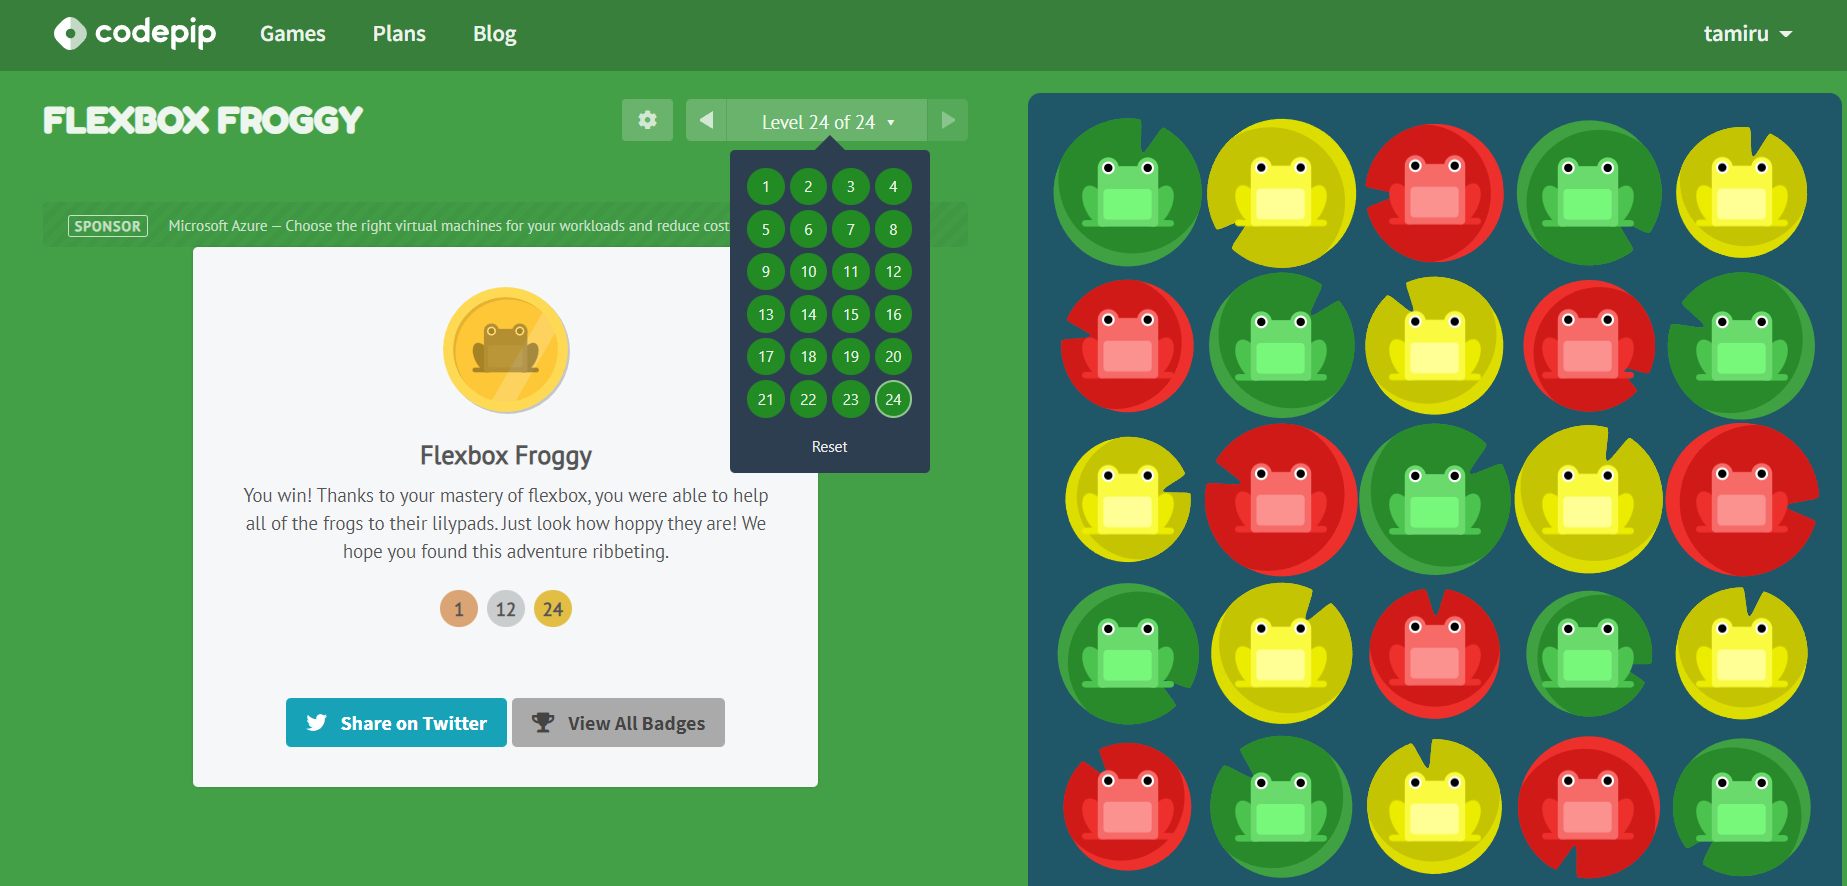 codepip Games Plans Blog tamiru
FLEXBOX FROGGY
Level 24 of 24
SPONSOR Microsoft Azure — Choose the right virtual machines for your workloads and reduce cost
1 2 3 4
5 6 7 8
9 10 11 12
13 14 15 16
17 18 19 20
21 22 23 24
Reset
Flexbox Froggy
You win! Thanks to your mastery of flexbox, you were able to help
all of the frogs to their lilypads. Just look how hoppy they are! We
hope you found this adventure ribbeting.
1 12 24
Share on Twitter View All Badges